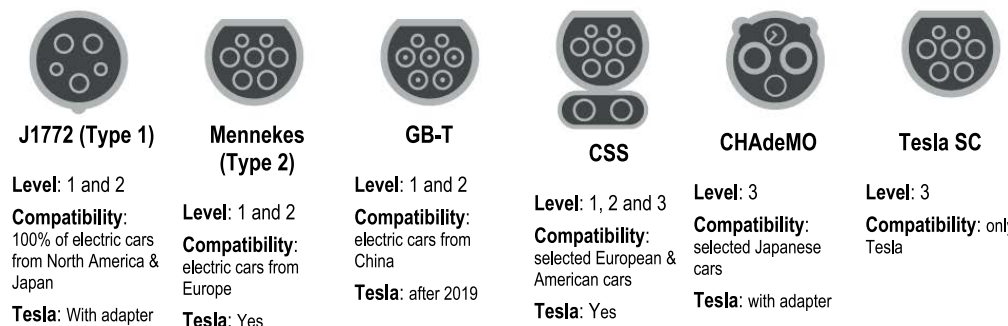 J1772 (Type 1)
Level: 1 and 2
Compatibility:
100% of electric cars
from North America &
Japan
Tesla: With adapter
Mennekes
(Type 2)
Level: 1 and 2
Compatibility:
electric cars from
Europe
Tesla: Yes
GB-T
Level: 1 and 2
Compatibility:
electric cars from
China
Tesla: after 2019
CSS
Level: 1, 2 and 3
Compatibility:
selected European &
American cars
Tesla: Yes
CHAdeMO
Level: 3
Compatibility:
selected Japanese
cars
Tesla: with adapter
Tesla SC
Level: 3
Compatibility: only
Tesla